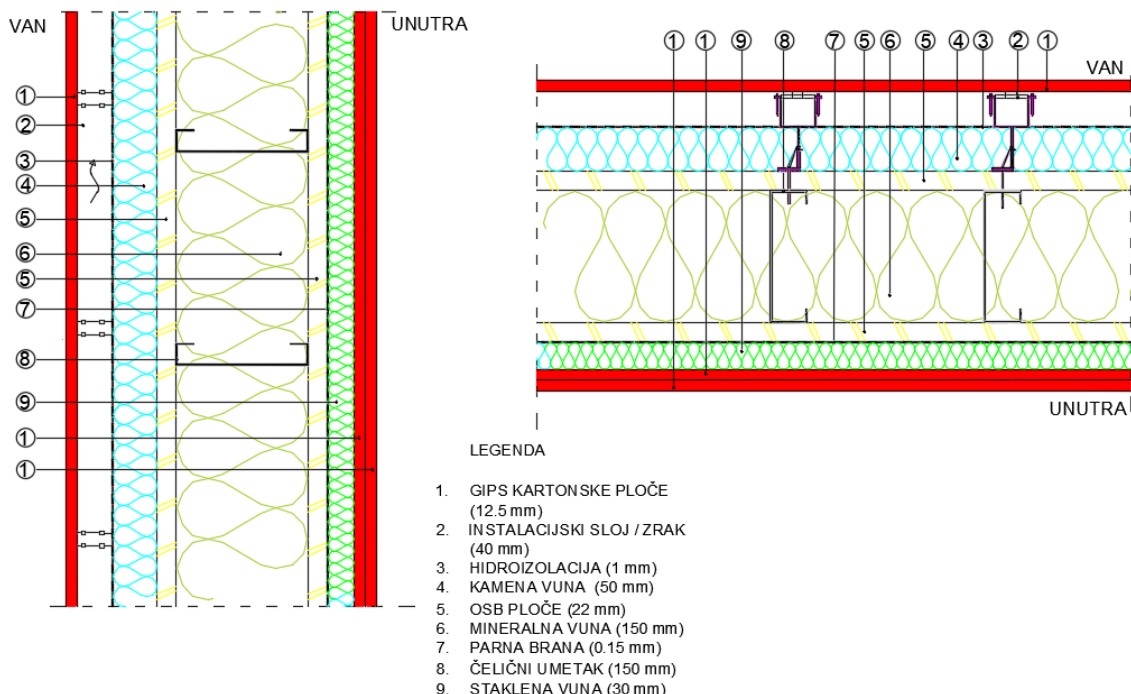 VAN
UNUTRA
1
2
3
4
5
6
5
7
8
9
1
1
1 1 9 8 7 5 6 5 4 3 2 1
VAN
UNUTRA
LEGENDA
1. GIPS KARTONSKE PLOČE
(12.5 mm)
2. INSTALACIJSKI SLOJ / ZRAK
(40 mm)
3. HIDROIZOLACIJA (1 mm)
4. KAMENA VUNA (50 mm)
5. OSB PLOČE (22 mm)
6. MINERALNA VUNA (150 mm)
7. PARNA BRANA (0.15 mm)
8. ČELIČNI UMETAK (150 mm)
9. STAKLENA VUNA (30 mm)